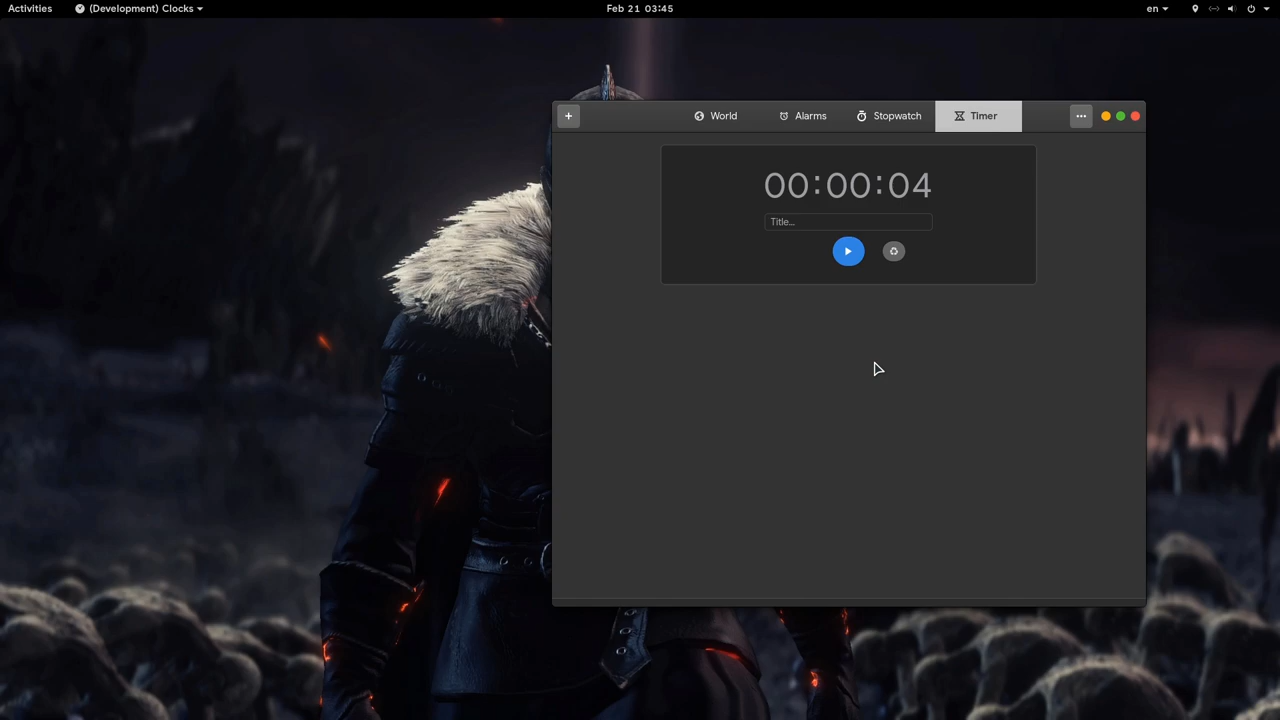 Activities (Development) Clocks Feb 21 03:45 en
World Alarms Stopwatch Timer
00:00:04
Title...